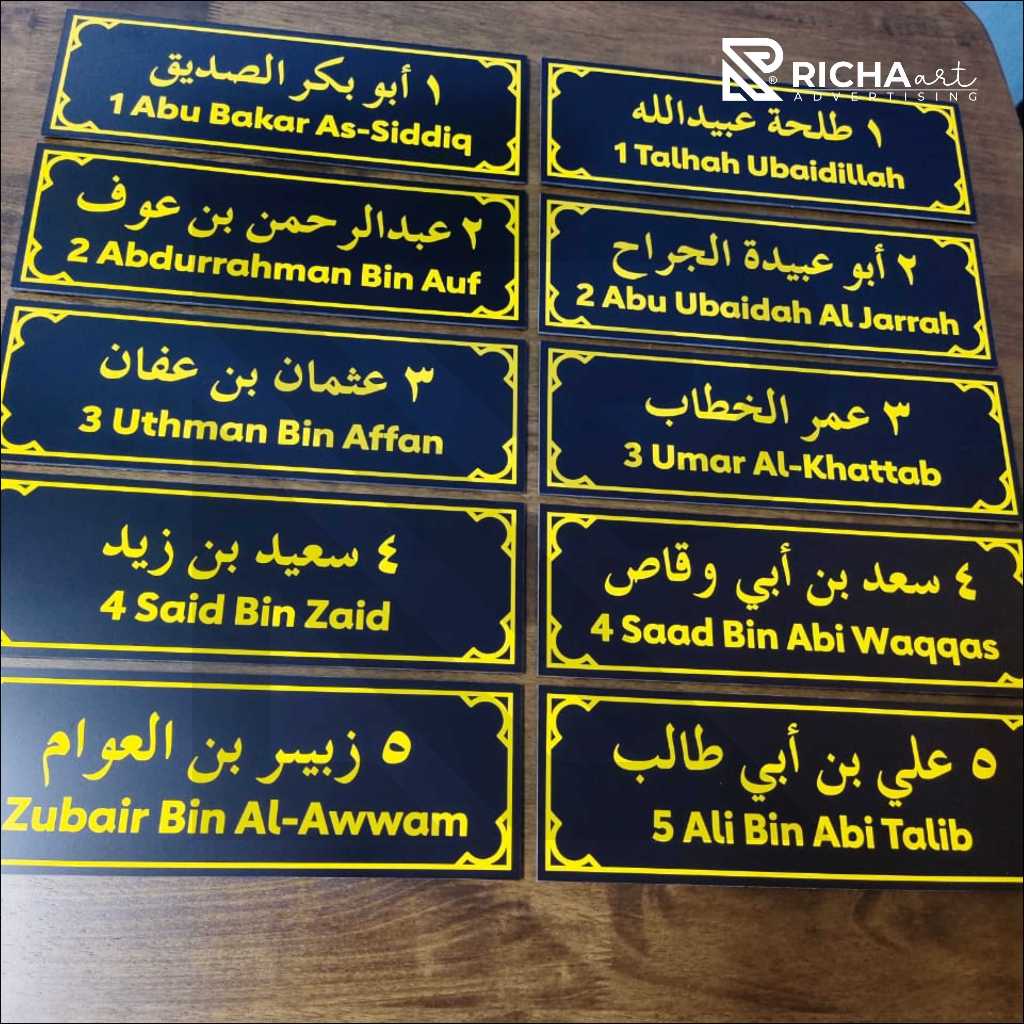 RICHA art
ADVERTISING
١ أبو بكر الصديق
1 Abu Bakar As-Siddiq
٢ عبدالرحمن بن عوف
2 Abdurrahman Bin Auf
٣ عثمان بن عفان
3 Uthman Bin Affan
٤ سعيد بن زيد
4 Said Bin Zaid
٥ زبير بن العوام
Zubair Bin Al-Awwam
١ طلحة عبيدالله
1 Talhah Ubaidillah
٢ أبو عبيدة الجراح
2 Abu Ubaidah Al Jarrah
٣ عمر الخطاب
3 Umar Al-Khattab
٤ سعد بن أبي وقاص
4 Saad Bin Abi Waqqas
٥ علي بن أبي طالب
5 Ali Bin Abi Talib